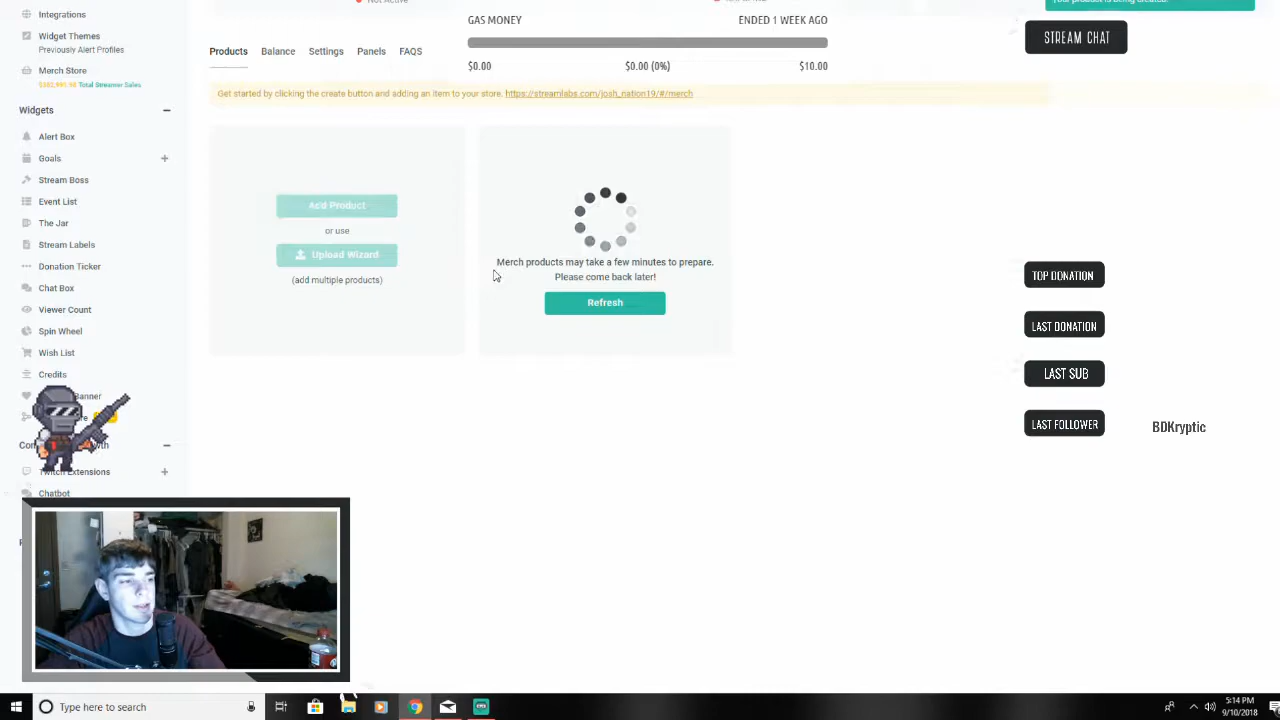 Integrations
Widget Themes
Previously Alert Profiles
Merch Store
Total Streamer Sales
Widgets
Alert Box
Goals
Stream Boss
Event List
The Jar
Stream Labels
Donation Ticker
Chat Box
Viewer Count
Spin Wheel
Wish List
Credits
Banner
Twitch Extensions
Chatbot
Not Active
GAS MONEY
ENDED 1 WEEK AGO
Products Balance Settings Panels FAQS
$0.00 $0.00 (0%) $10.00
Get started by clicking the create button and adding an item to your store. https://streamlabs.com/josh_nation19/#/merch
Add Product
or use
Upload Wizard
(add multiple products)
Merch products may take a few minutes to prepare.
Please come back later!
Refresh
STREAM CHAT
TOP DONATION
LAST DONATION
LAST SUB
LAST FOLLOWER
BDKryptic
Type here to search
5:14 PM
9/10/2018